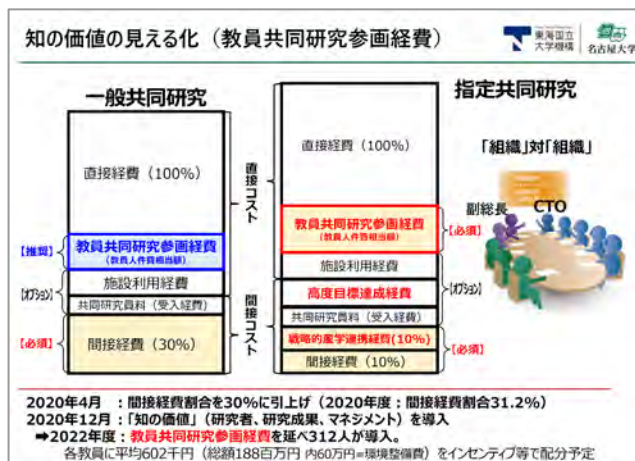 知の価値の見える化（教員共同研究参画経費）
東海国立
大学機構
名古屋大学
一般共同研究
直接経費（100%）
【推奨】
教員共同研究参画経費
（教員人件費相当額）
【オプション】
施設利用経費
共同研究員料（受入経費）
【必須】
間接経費（30%）
直接コスト
間接コスト
指定共同研究
直接経費（100%）
教員共同研究参画経費
（教員人件費相当額）
【必須】
施設利用経費
高度目標達成経費
【オプション】
共同研究員料（受入経費）
戦略的産学連携経費(10%)
間接経費（10%）
【必須】
「組織」対「組織」
副総長
CTO
2020年4月　：間接経費割合を30%に引上げ（2020年度：間接経費割合31.2%）
2020年12月　：「知の価値」（研究者、研究成果、マネジメント）を導入
➡2022年度：教員共同研究参画経費を延べ312人が導入。
各教員に平均602千円（総額188百万円 内60万円=環境整備費）をインセンティブ等で配分予定